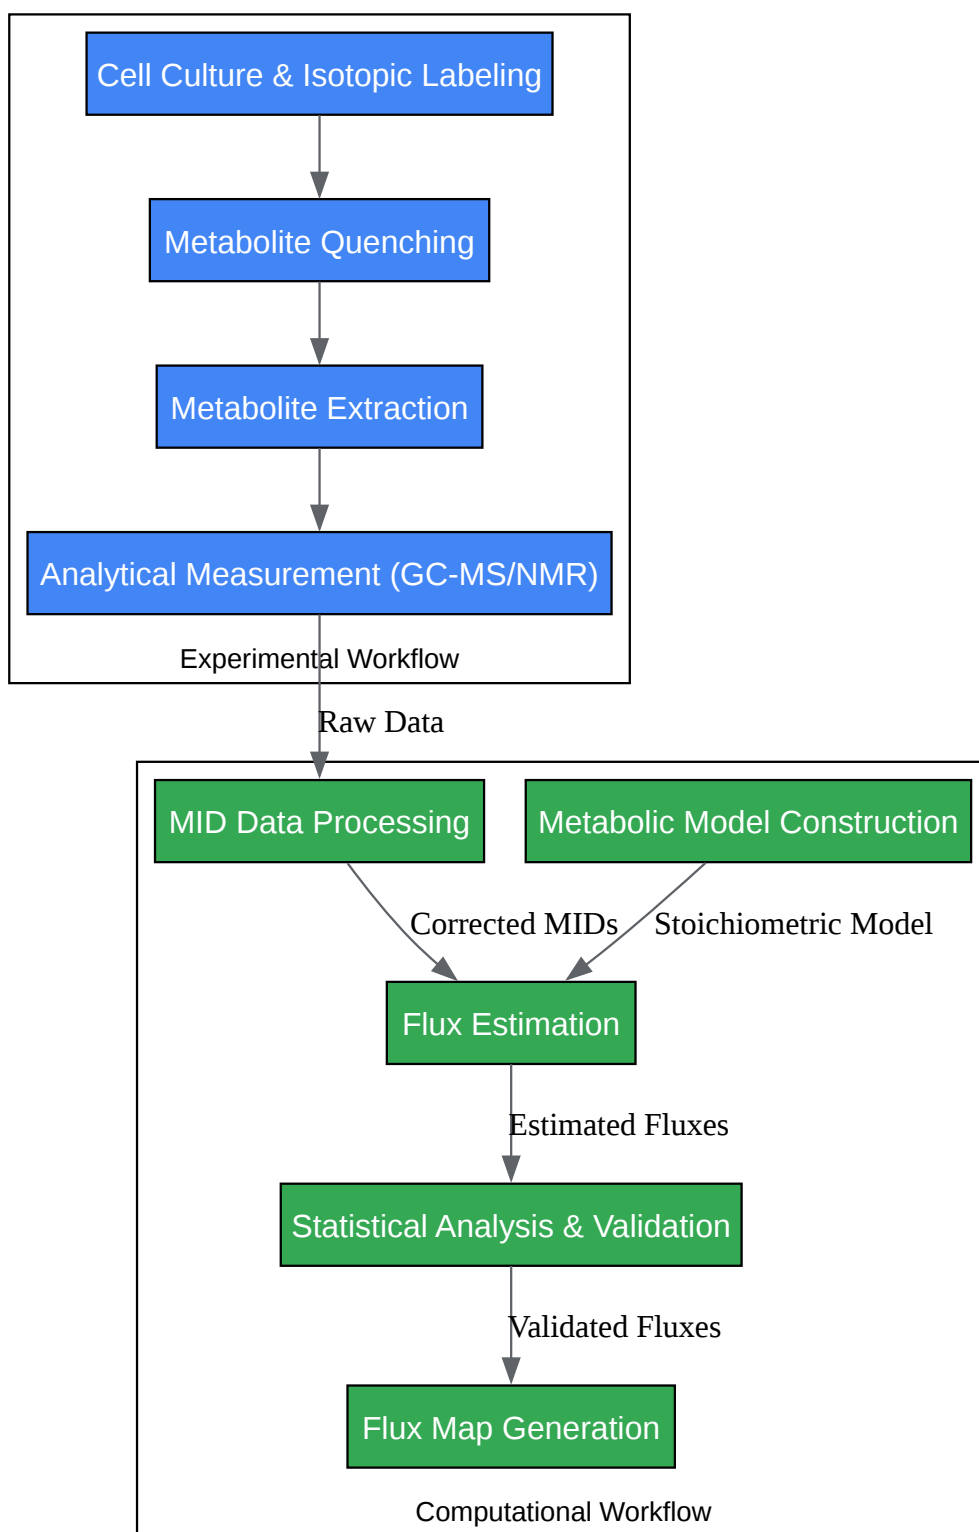 Cell Culture & Isotopic Labeling
Metabolite Quenching
Metabolite Extraction
Analytical Measurement (GC-MS/NMR)
Experimental Workflow
Raw Data
MID Data Processing
Metabolic Model Construction
Corrected MIDs
Stoichiometric Model
Flux Estimation
Estimated Fluxes
Statistical Analysis & Validation
Validated Fluxes
Flux Map Generation
Computational Workflow